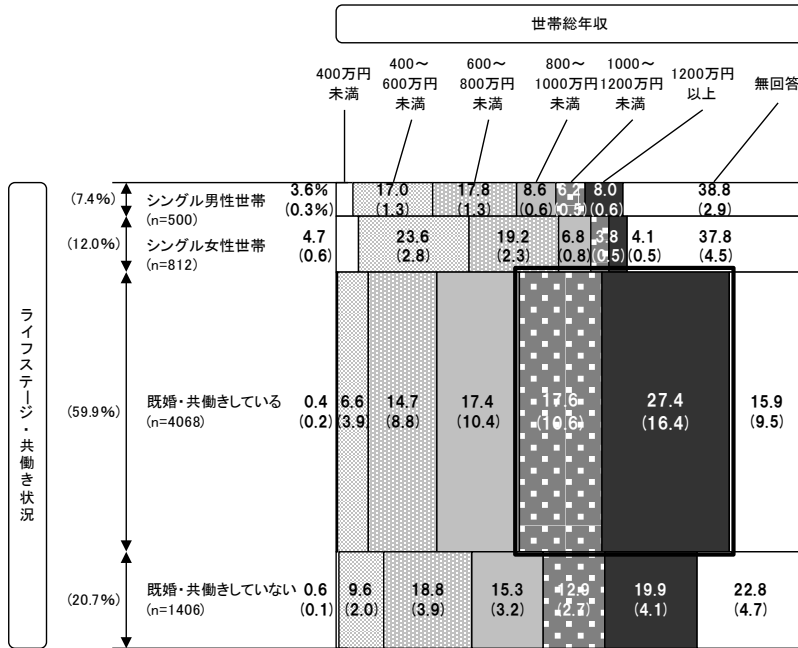 世帯総年収
400万円
未満
400～
600万円
未満
600～
800万円
未満
800～
1000万円
未満
1000～
1200万円
未満
1200万円
以上
無回答
ライフステージ・共働き状況
(7.4%) シングル男性世帯 3.6% 17.0 17.8 8.6 6.2 8.0 38.8
(n=500) (0.3%) (1.3) (1.3) (0.6) (0.5) (0.6) (2.9)
(12.0%) シングル女性世帯 4.7 23.6 19.2 6.8 3.8 4.1 37.8
(n=812) (0.6) (2.8) (2.3) (0.8) (0.5) (0.5) (4.5)
(59.9%) 既婚・共働きしている 0.4 6.6 14.7 17.4 17.6 27.4 15.9
(n=4068) (0.2) (3.9) (8.8) (10.4) (10.6) (16.4) (9.5)
(20.7%) 既婚・共働きしていない 0.6 9.6 18.8 15.3 12.9 19.9 22.8
(n=1406) (0.1) (2.0) (3.9) (3.2) (2.7) (4.1) (4.7)